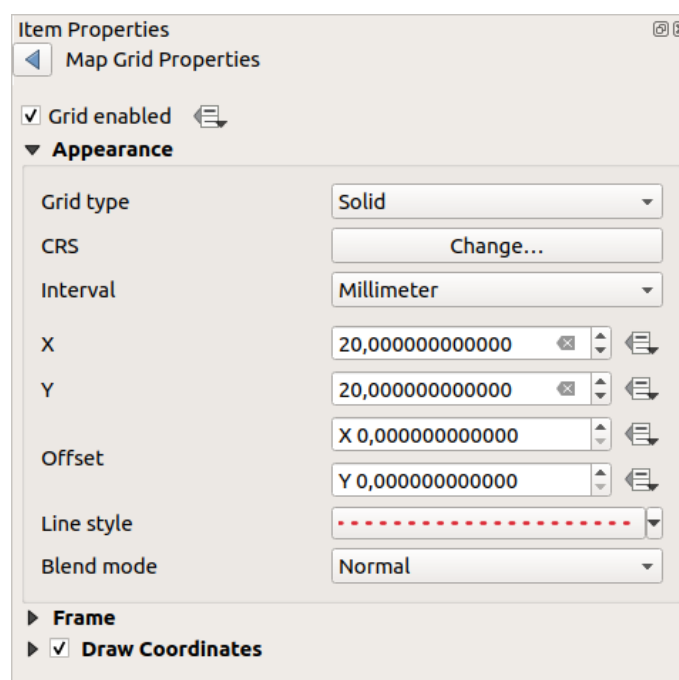 Item Properties
Map Grid Properties
Grid enabled
Appearance
Grid type Solid
CRS Change...
Interval Millimeter
X 20,000000000000
Y 20,000000000000
Offset X 0,000000000000
Y 0,000000000000
Line style
Blend mode Normal
Frame
Draw Coordinates